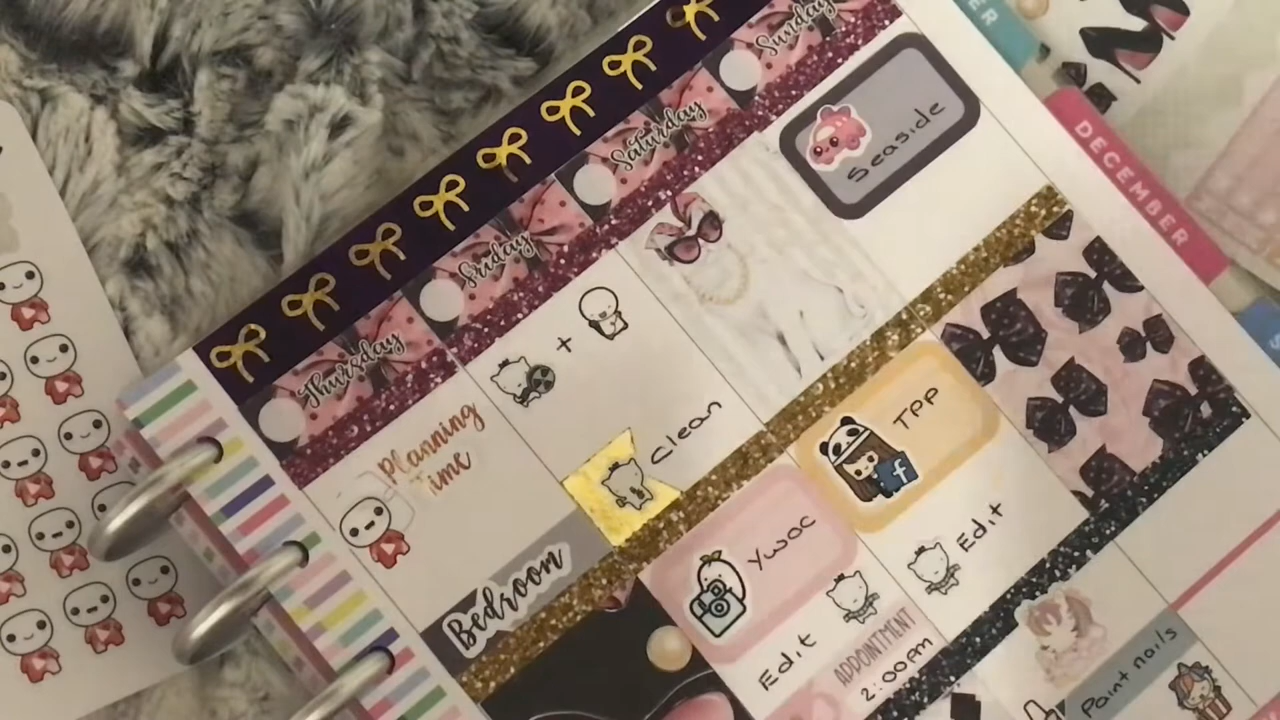 Thursday
Friday
Saturday
Sunday
DECEMBER
Seaside
+
Planning
Time
Clean
TPP
f
Bedroom
Ywoc
Edit
Edit
APPOINTMENT
2:00pm
Paint nails